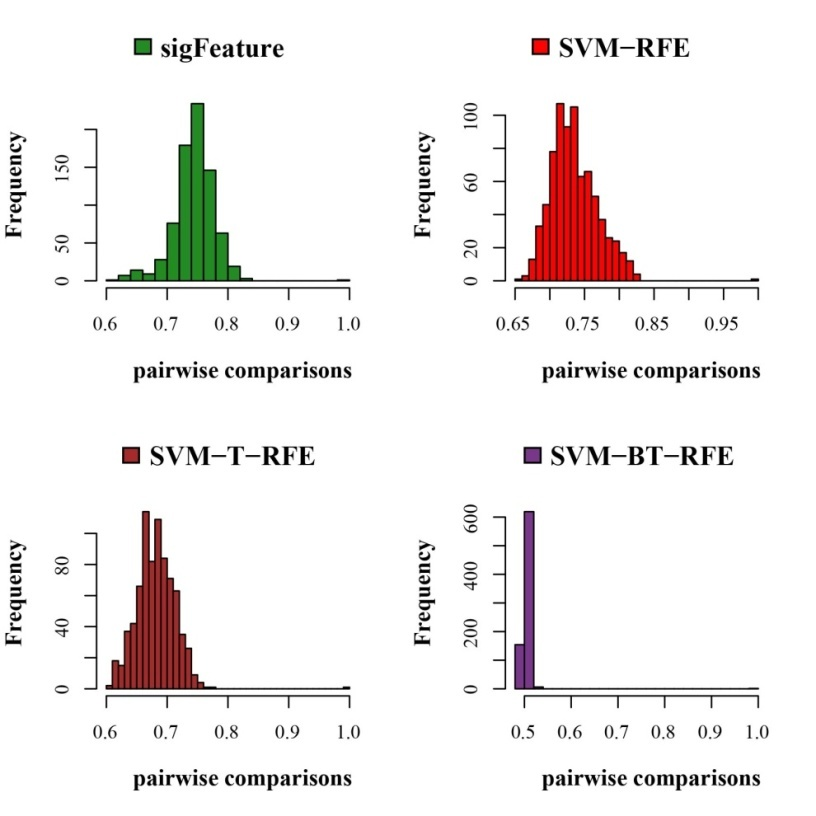 sigFeature
Frequency
150
50
0
0.6 0.7 0.8 0.9 1.0
pairwise comparisons
SVM−RFE
Frequency
100
60
20
0
0.65 0.75 0.85 0.95
pairwise comparisons
SVM−T−RFE
Frequency
80
40
0
0.6 0.7 0.8 0.9 1.0
pairwise comparisons
SVM−BT−RFE
Frequency
600
400
200
0
0.5 0.6 0.7 0.8 0.9 1.0
pairwise comparisons